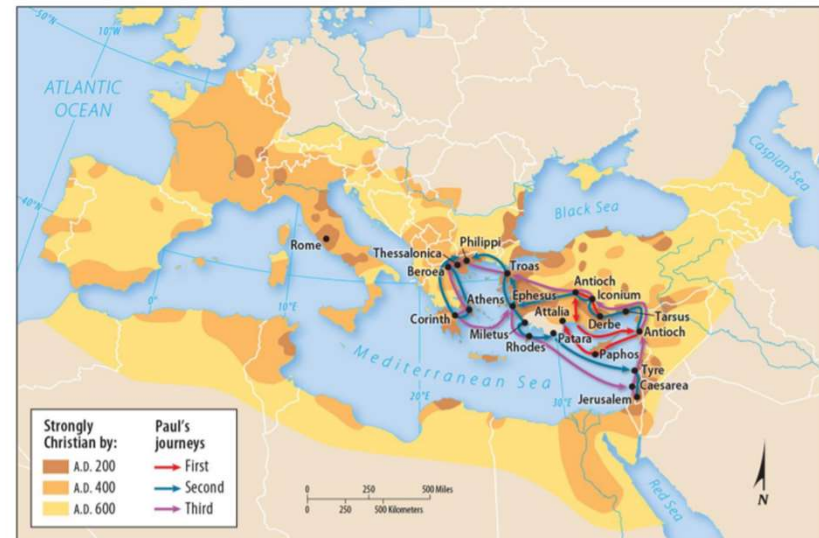 50°N
10°W
ATLANTIC
OCEAN
40°N
Caspian Sea
Black Sea
Rome
Thessalonica
Philippi
Beroea
Troas
Antioch
Iconium
Athens
Ephesus
Attalia
Tarsus
Corinth
Derbe
Antioch
Miletus
Patara
Rhodes
Paphos
0°
10°E
20°E
30°E
Mediterranean Sea
Tyre
Caesarea
Jerusalem
Red Sea
Strongly
Christian by:
A.D. 200
A.D. 400
A.D. 600
Paul's
journeys
First
Second
Third
0 250 500 Miles
0 250 500 Kilometers
N